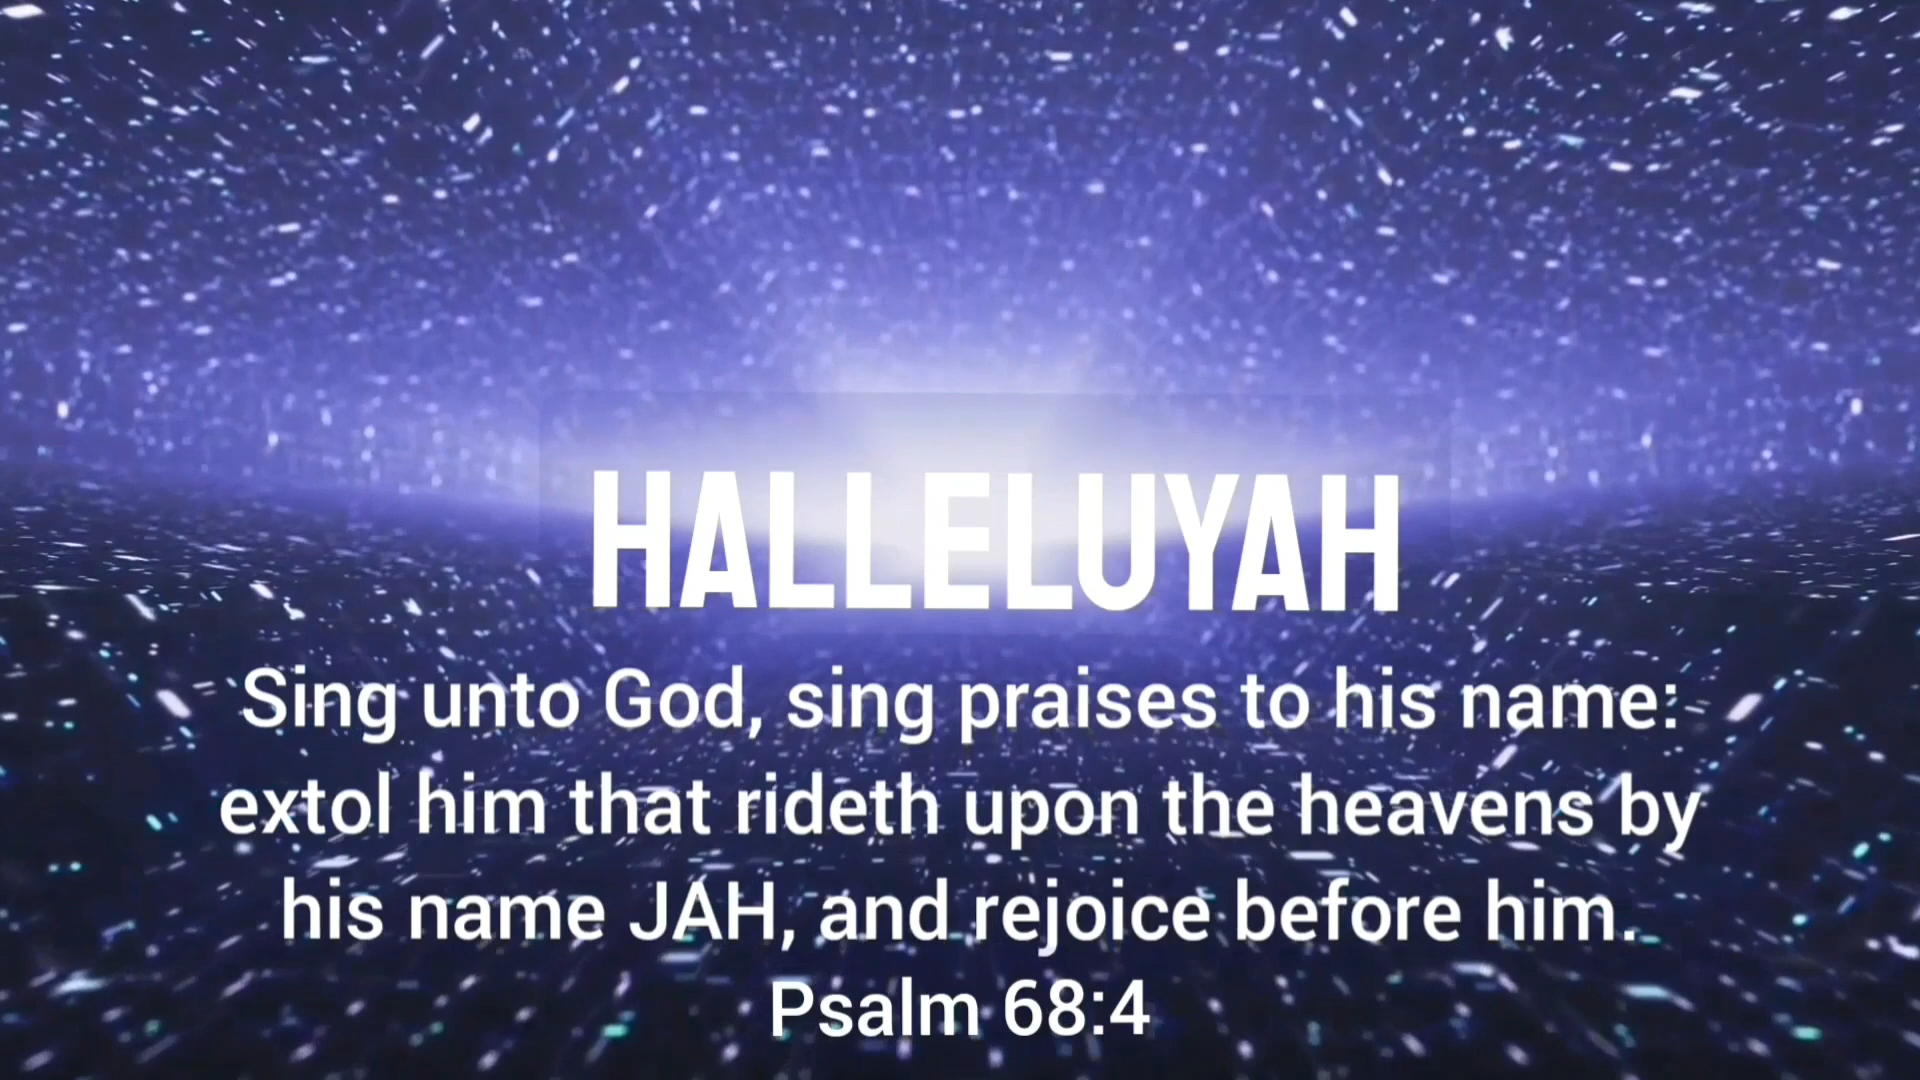 HALLELUYAH
Sing unto God, sing praises to his name:
extol him that rideth upon the heavens by
his name JAH, and rejoice before him.
Psalm 68:4